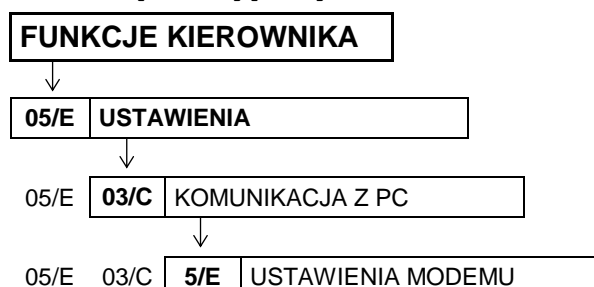 FUNKCJE KIEROWNIKA
05/E USTAWIENIA
05/E 03/C KOMUNIKACJA Z PC
05/E 03/C 5/E USTAWIENIA MODEMU